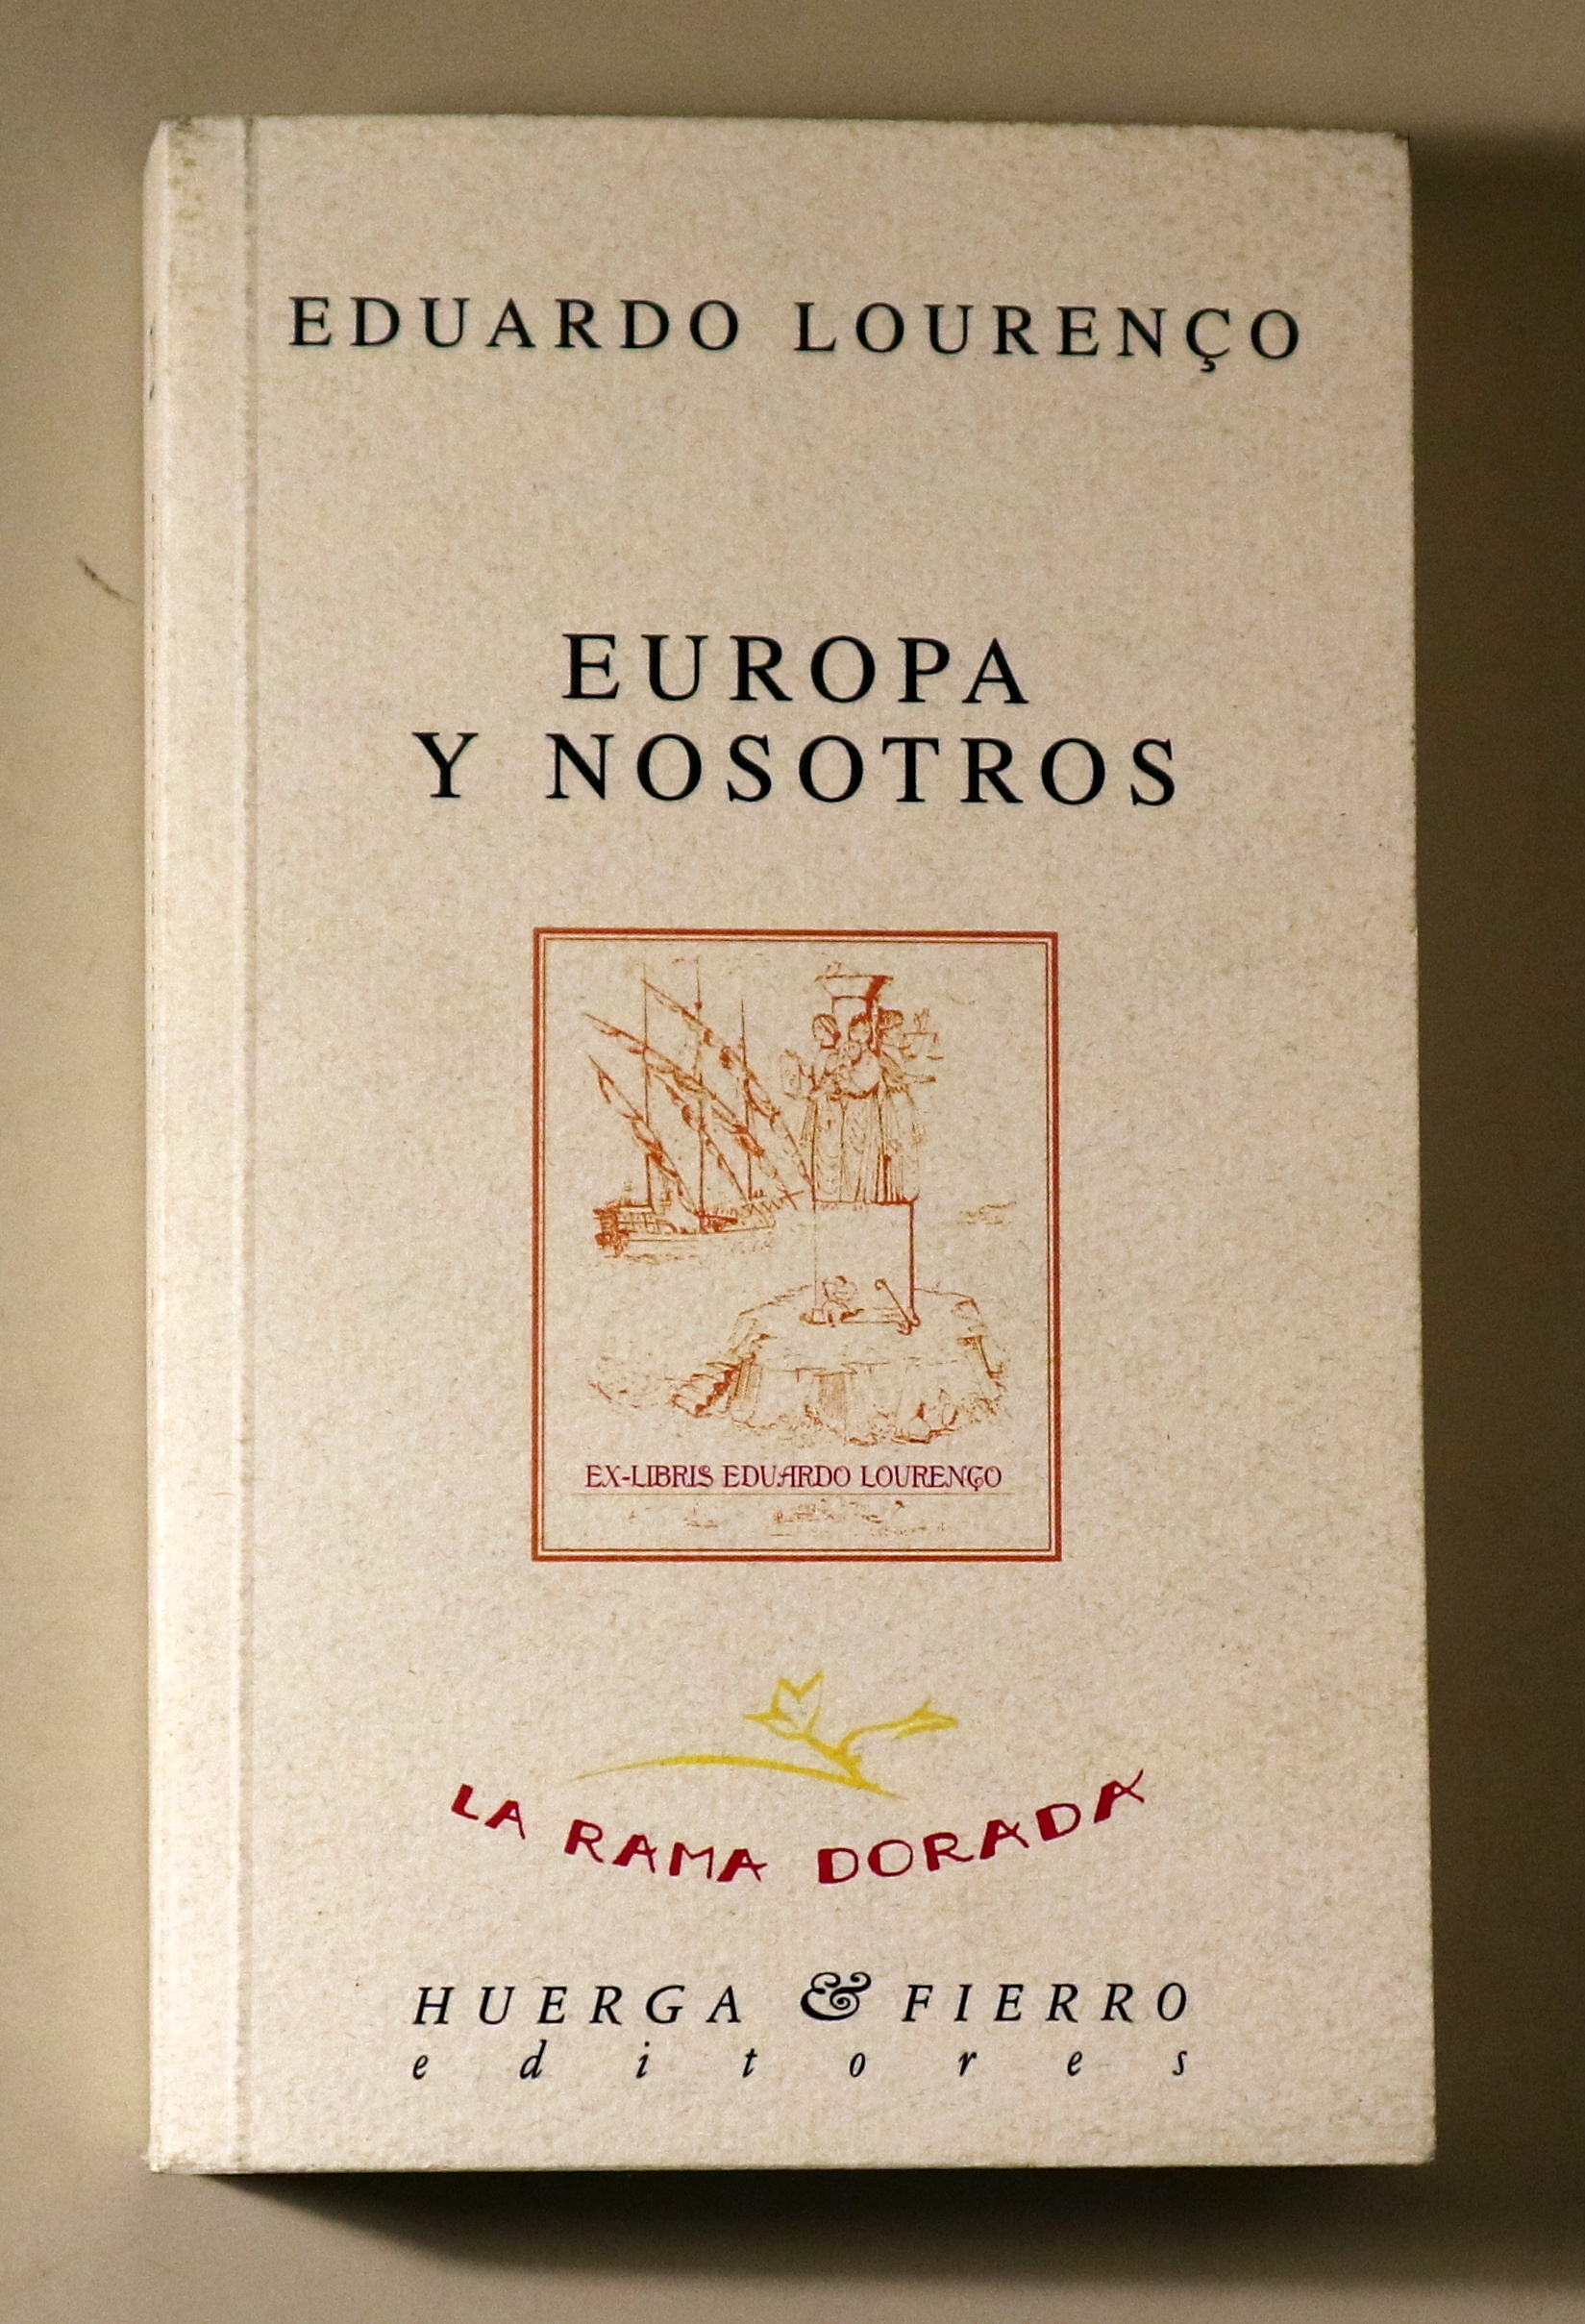 EDUARDO LOURENÇO
EUROPA
Y NOSOTROS
EX-LIBRIS EDUARDO LOURENÇO
LA RAMA DORADA
HUERGA & FIERRO
editores